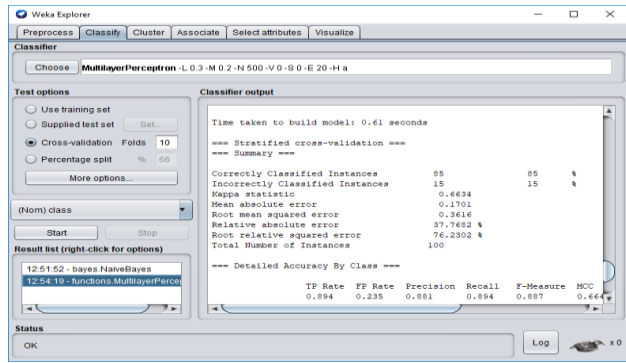 Weka Explorer
Preprocess Classify Cluster Associate Select attributes Visualize
Classifier
Choose MultilayerPerceptron -L 0.3 -M 0.2 -N 500 -V 0 -S 0 -E 20 -H a
Test options
Use training set
Supplied test set Set...
Cross-validation Folds 10
Percentage split % 66
More options...
(Nom) class
Start Stop
Result list (right-click for options)
12:51:52 - bayes.NaiveBayes
12:54:19 - functions.MultilayerPercep
Classifier output
Time taken to build model: 0.61 seconds
=== Stratified cross-validation ===
=== Summary ===
Correctly Classified Instances 85 85 %
Incorrectly Classified Instances 15 15 %
Kappa statistic 0.6634
Mean absolute error 0.1701
Root mean squared error 0.3616
Relative absolute error 37.7682 %
Root relative squared error 76.2302 %
Total Number of Instances 100
=== Detailed Accuracy By Class ===
TP Rate FP Rate Precision Recall F-Measure MCC
0.894 0.235 0.881 0.894 0.887 0.664
Status
OK
Log
x 0